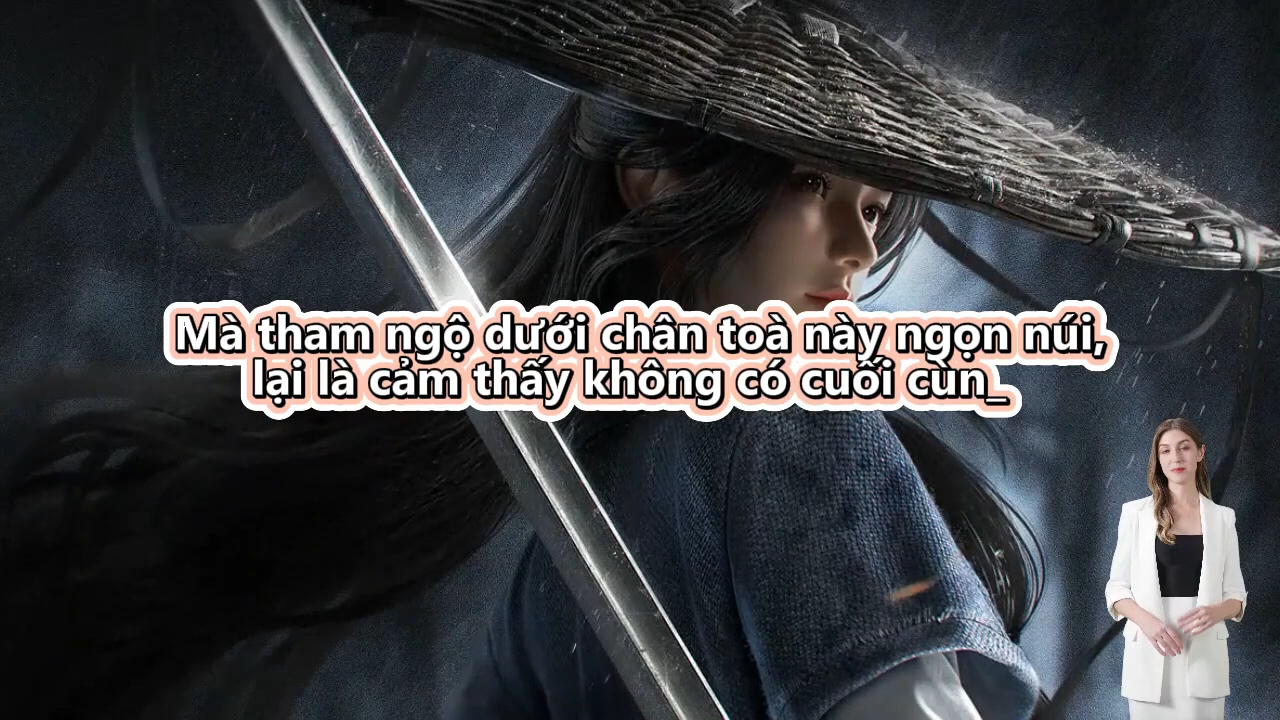 Mà tham ngộ dưới chân toà này ngọn núi,
lại là cảm thấy không có cuối cùn_